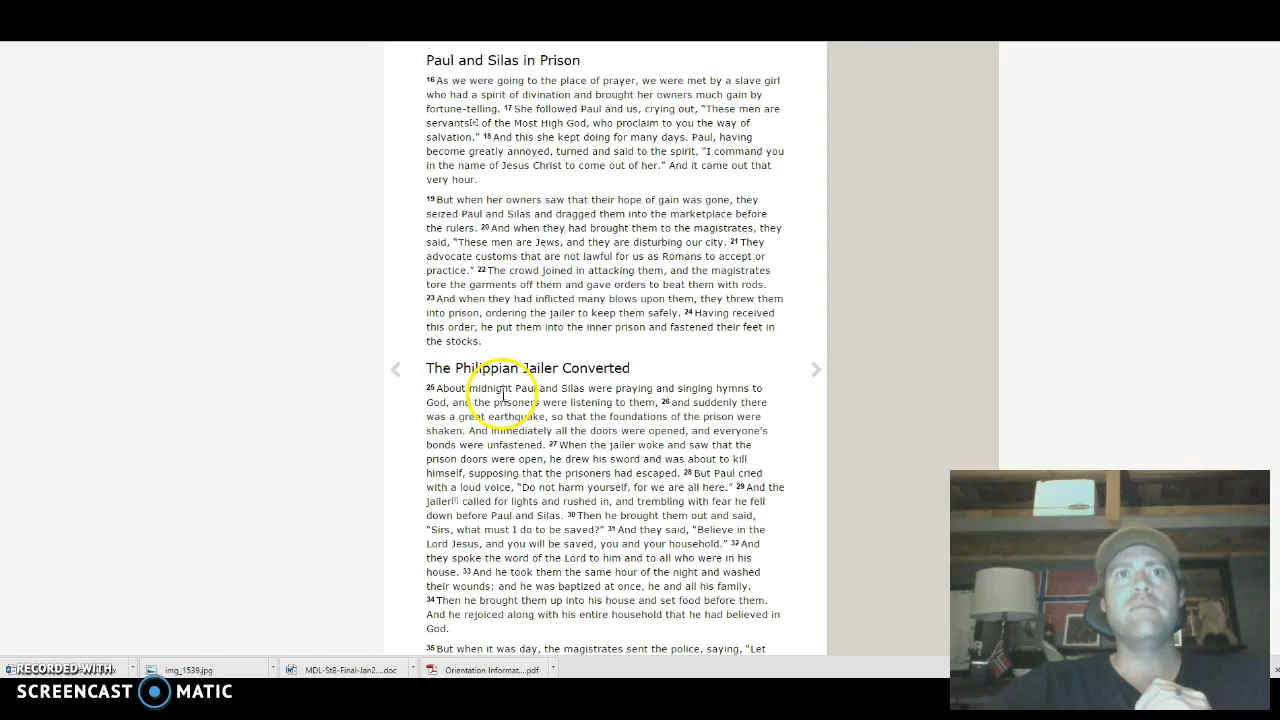 Paul and Silas in Prison
16 As we were going to the place of prayer, we were met by a slave girl
who had a spirit of divination and brought her owners much gain by
fortune-telling. 17 She followed Paul and us, crying out, “These men are
servants[e] of the Most High God, who proclaim to you the way of
salvation.” 18 And this she kept doing for many days. Paul, having
become greatly annoyed, turned and said to the spirit, “I command you
in the name of Jesus Christ to come out of her.” And it came out that
very hour.
19 But when her owners saw that their hope of gain was gone, they
seized Paul and Silas and dragged them into the marketplace before
the rulers. 20 And when they had brought them to the magistrates, they
said, “These men are Jews, and they are disturbing our city. 21 They
advocate customs that are not lawful for us as Romans to accept or
practice.” 22 The crowd joined in attacking them, and the magistrates
tore the garments off them and gave orders to beat them with rods.
23 And when they had inflicted many blows upon them, they threw them
into prison, ordering the jailer to keep them safely. 24 Having received
this order, he put them into the inner prison and fastened their feet in
the stocks.
The Philippian Jailer Converted
25 About midnight Paul and Silas were praying and singing hymns to
God, and the prisoners were listening to them, 26 and suddenly there
was a great earthquake, so that the foundations of the prison were
shaken. And immediately all the doors were opened, and everyone's
bonds were unfastened. 27 When the jailer woke and saw that the
prison doors were open, he drew his sword and was about to kill
himself, supposing that the prisoners had escaped. 28 But Paul cried
with a loud voice, “Do not harm yourself, for we are all here.” 29 And the
jailer[f] called for lights and rushed in, and trembling with fear he fell
down before Paul and Silas. 30 Then he brought them out and said,
“Sirs, what must I do to be saved?” 31 And they said, “Believe in the
Lord Jesus, and you will be saved, you and your household.” 32 And
they spoke the word of the Lord to him and to all who were in his
house. 33 And he took them the same hour of the night and washed
their wounds; and he was baptized at once, he and all his family.
34 Then he brought them up into his house and set food before them.
And he rejoiced along with his entire household that he had believed in
God.
35 But when it was day, the magistrates sent the police, saying, “Let
img_1539.jpg
MDL-StB-Final-Jan2....doc
Orientation Informat....pdf
RECORDED WITH
SCREENCAST MATIC